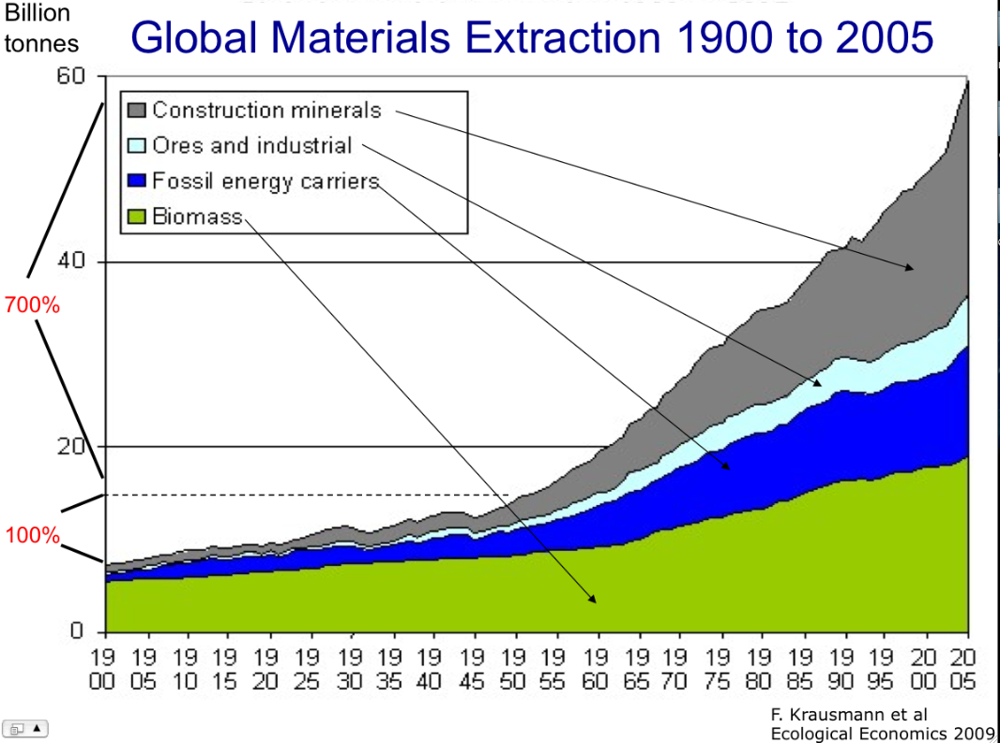 Billion
tonnes
Global Materials Extraction 1900 to 2005
60
Construction minerals
Ores and industrial
Fossil energy carriers
Biomass
40
700%
20
100%
0
19 19 19 19 19 19 19 19 19 19 19 19 19 19 19 19 19 19 19 19 20 20
00 05 10 15 20 25 30 35 40 45 50 55 60 65 70 75 80 85 90 95 00 05
F. Krausmann et al
Ecological Economics 2009